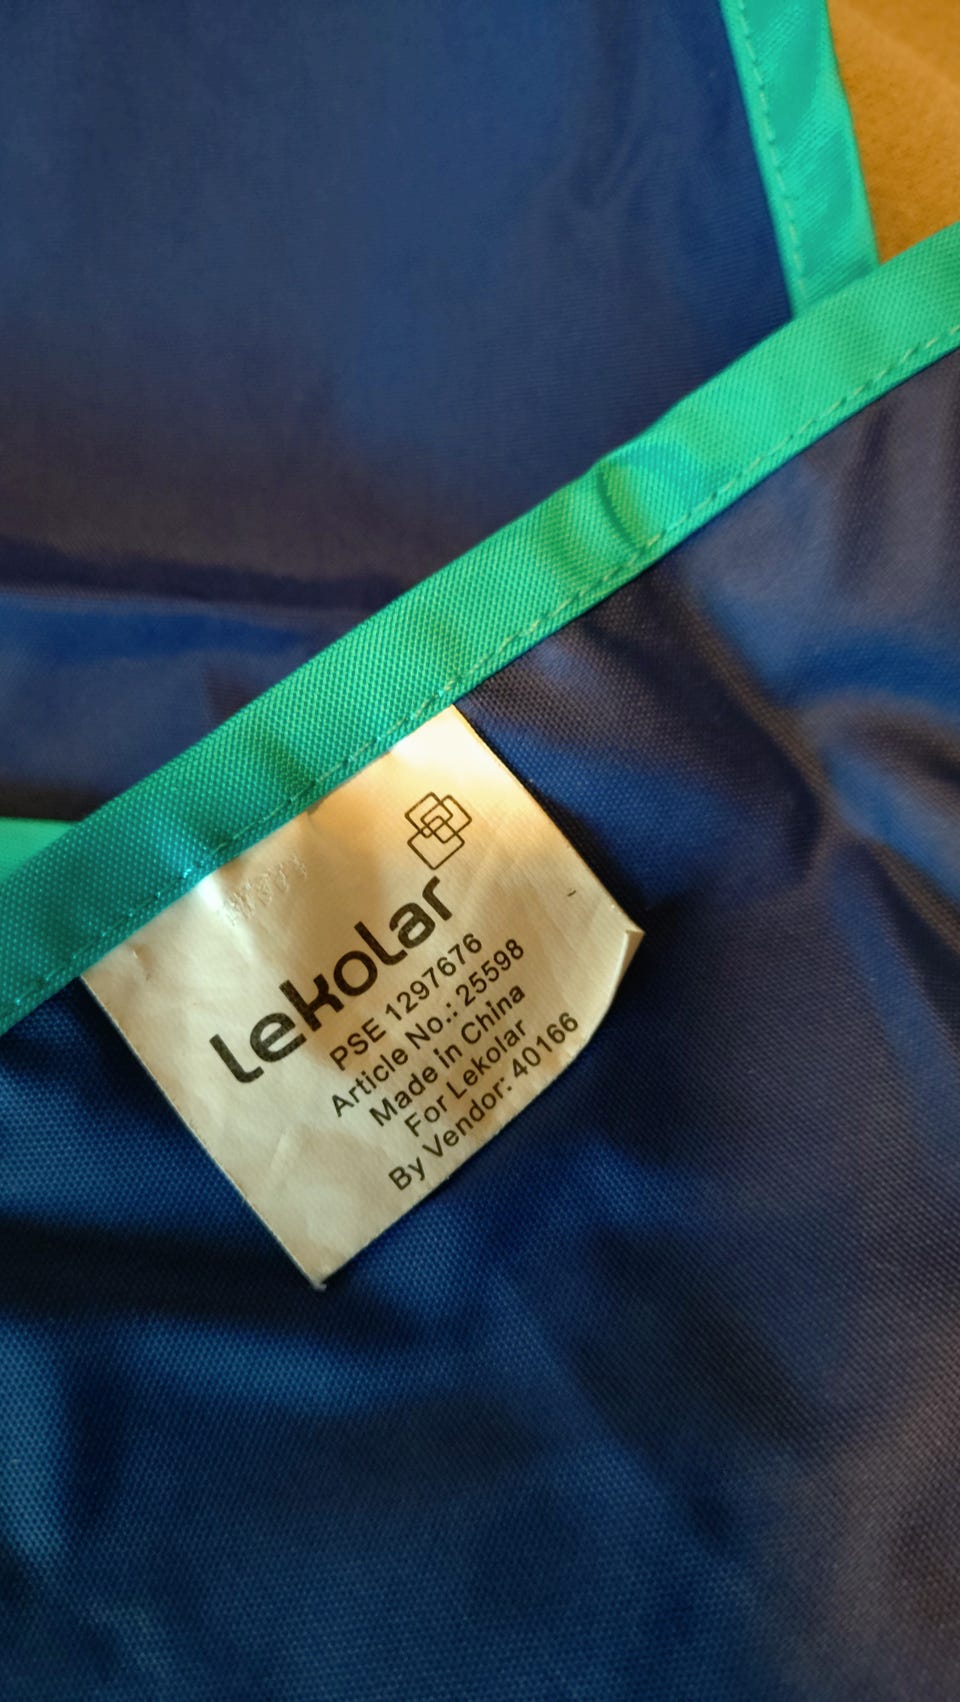 Lekolar
PSE 1297676
Article No.: 25598
Made in China
For Lekolar
By Vendor: 40166